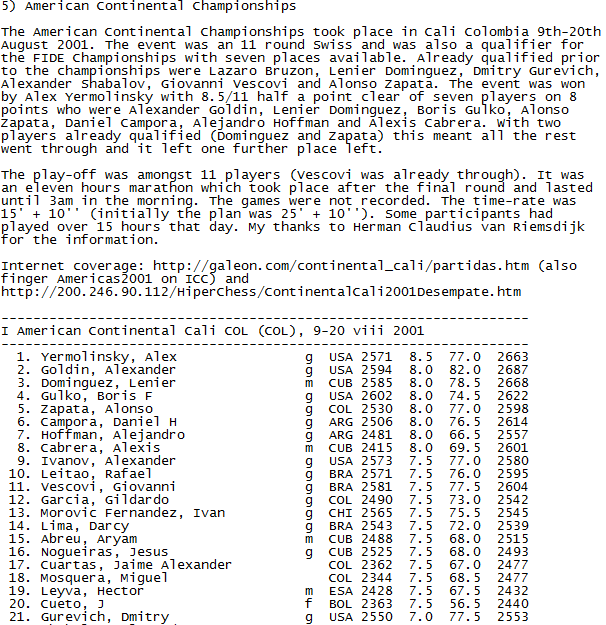 5) American Continental Championships
The American Continental Championships took place in Cali Colombia 9th-20th
August 2001. The event was an 11 round Swiss and was also a qualifier for
the FIDE Championships with seven places available. Already qualified prior
to the Championships were Lazaro Bruzon, Lenier Dominguez, Dmitry Gurevich,
Alexander Shabalov, Giovanni Vescovi and Alonso Zapata. The event was won
by Alex Yermolinsky with 8.5/11 half a point clear of seven players on 8
points who were Alexander Goldin, Lenier Dominguez, Boris Gulko, Alonso
Zapata, Daniel Campora, Alejandro Hoffman and Alexis Cabrera. With two
players already qualified (Dominguez and Zapata) this meant all the rest
went through and it left one further place left.
The play-off was amongst 11 players (Vescovi was already through). It was
an eleven hours marathon which took place after the final round and lasted
until 3am in the morning. The games were not recorded. The time-rate was
15' + 10'' (initially the plan was 25' + 10''). Some participants had
played over 15 hours that day. My thanks to Herman Claudius van Riemsdijk
for the information.
Internet coverage: http://galeon.com/continental_cali/partidas.htm (also
finger Americas2001 on ICC) and
http://200.246.90.112/HiperChess/ContinentalCali2001Desempate.htm
I American Continental Cali COL (COL), 9-20 viii 2001
1. Yermolinsky, Alex g USA 2571 8.5 77.0 2663
2. Goldin, Alexander g USA 2594 8.0 82.0 2687
3. Dominguez, Lenier m CUB 2585 8.0 78.5 2668
4. Gulko, Boris F g USA 2602 8.0 74.5 2622
5. Zapata, Alonso g COL 2530 8.0 77.0 2598
6. Campora, Daniel H g ARG 2506 8.0 76.5 2614
7. Hoffman, Alejandro g ARG 2481 8.0 66.5 2557
8. Cabrera, Alexis m CUB 2415 8.0 69.5 2601
9. Ivanov, Alexander g USA 2573 7.5 77.0 2580
10. Leitao, Rafael g BRA 2571 7.5 76.0 2595
11. Vescovi, Giovanni g BRA 2581 7.5 77.5 2604
12. Garcia, Gildardo g COL 2490 7.5 73.0 2542
13. Morovic Fernandez, Ivan g CHI 2565 7.5 75.5 2545
14. Lima, Darcy g BRA 2543 7.5 72.0 2539
15. Abreu, Aryam m CUB 2488 7.5 68.0 2515
16. Nogueiras, Jesus g CUB 2525 7.5 68.0 2493
17. Cuartas, Jaime Alexander COL 2362 7.5 67.0 2477
18. Mosquera, Miguel COL 2344 7.5 68.5 2477
19. Leyva, Hector m ESA 2428 7.5 67.5 2432
20. Cueto, J f BOL 2363 7.5 56.5 2440
21. Gurevich, Dmitry g USA 2550 7.0 77.5 2553